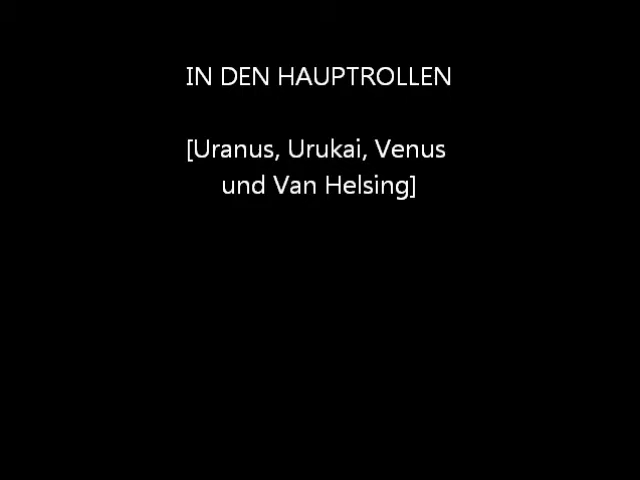 IN DEN HAUPTROLLEN
[Uranus, Urukai, Venus
und Van Helsing]